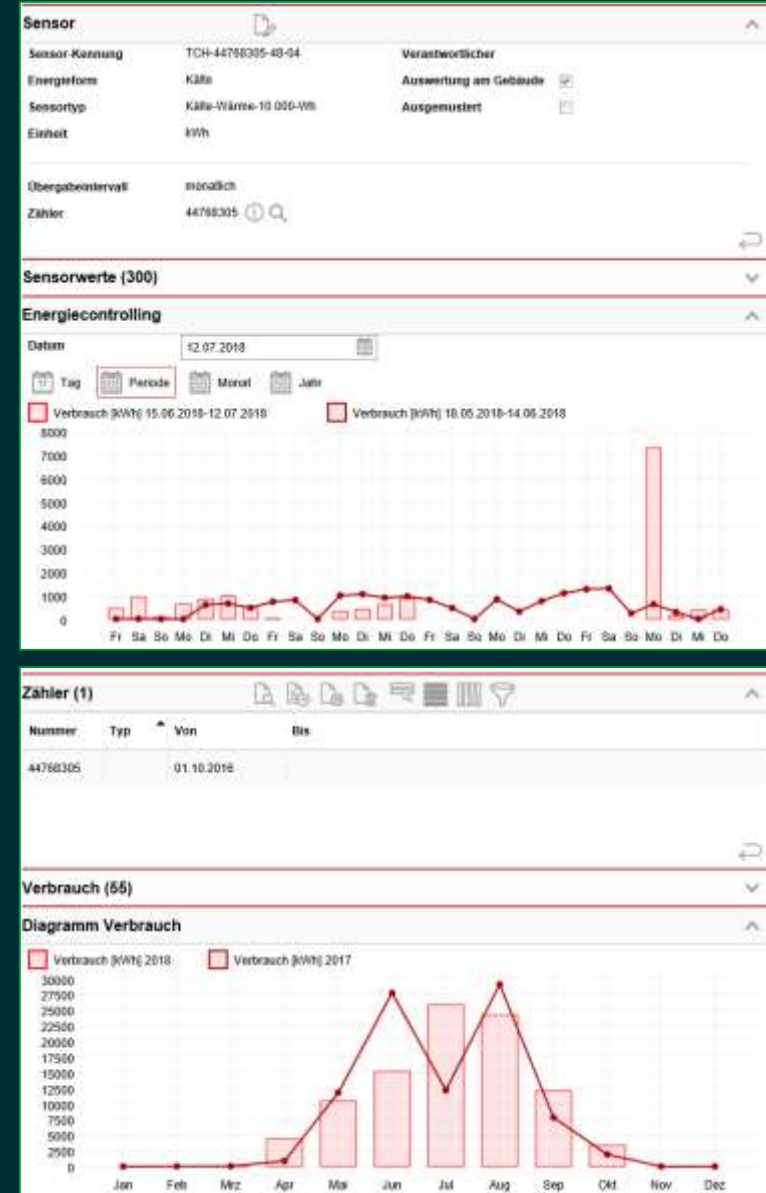 Sensor
Sensor-Kennung TCH-44768305-48-04 Verantwortlicher
Energieform Kälte Auswertung am Gebäude
Sensortyp Kälte-Wärme-10 000-Wh Ausgemustert
Einheit kWh
Übergabeintervall monatlich
Zähler 44768305
Sensorwerte (300)
Energiecontrolling
Datum 12.07.2018
Tag Periode Monat Jahr
Verbrauch [kWh] 15.06.2018-12.07.2018 Verbrauch [kWh] 18.05.2018-14.06.2018
8000
7000
6000
5000
4000
3000
2000
1000
0
Fr Sa So Mo Di Mi Do Fr Sa So Mo Di Mi Do Fr Sa So Mo Di Mi Do Fr Sa So Mo Di Mi Do
Zähler (1)
Nummer Typ Von Bis
44768305 01.10.2016
Verbrauch (55)
Diagramm Verbrauch
Verbrauch [kWh] 2018 Verbrauch [kWh] 2017
30000
27500
25000
22500
20000
17500
15000
12500
10000
7500
5000
2500
0
Jan Feb Mrz Apr Mai Jun Jul Aug Sep Okt Nov Dez